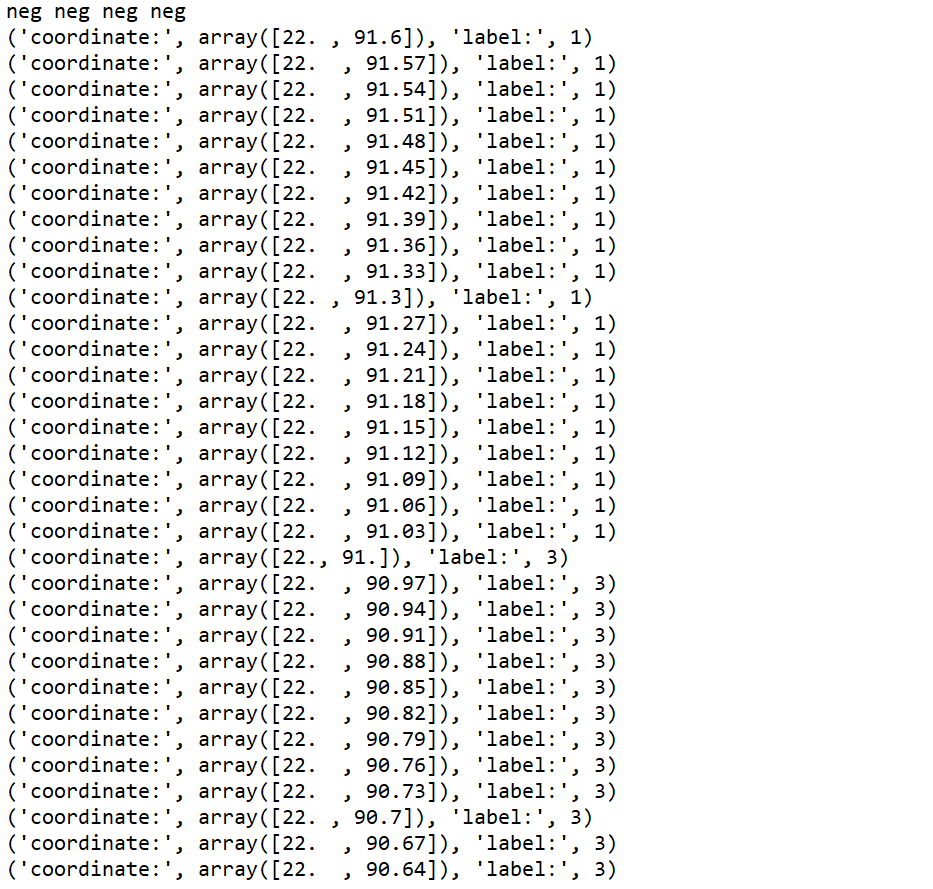 neg neg neg neg
('coordinate:', array([22. , 91.6]), 'label:', 1)
('coordinate:', array([22.  , 91.57]), 'label:', 1)
('coordinate:', array([22.  , 91.54]), 'label:', 1)
('coordinate:', array([22.  , 91.51]), 'label:', 1)
('coordinate:', array([22.  , 91.48]), 'label:', 1)
('coordinate:', array([22.  , 91.45]), 'label:', 1)
('coordinate:', array([22.  , 91.42]), 'label:', 1)
('coordinate:', array([22.  , 91.39]), 'label:', 1)
('coordinate:', array([22.  , 91.36]), 'label:', 1)
('coordinate:', array([22.  , 91.33]), 'label:', 1)
('coordinate:', array([22. , 91.3]), 'label:', 1)
('coordinate:', array([22.  , 91.27]), 'label:', 1)
('coordinate:', array([22.  , 91.24]), 'label:', 1)
('coordinate:', array([22.  , 91.21]), 'label:', 1)
('coordinate:', array([22.  , 91.18]), 'label:', 1)
('coordinate:', array([22.  , 91.15]), 'label:', 1)
('coordinate:', array([22.  , 91.12]), 'label:', 1)
('coordinate:', array([22.  , 91.09]), 'label:', 1)
('coordinate:', array([22.  , 91.06]), 'label:', 1)
('coordinate:', array([22.  , 91.03]), 'label:', 1)
('coordinate:', array([22., 91.]), 'label:', 3)
('coordinate:', array([22.  , 90.97]), 'label:', 3)
('coordinate:', array([22.  , 90.94]), 'label:', 3)
('coordinate:', array([22.  , 90.91]), 'label:', 3)
('coordinate:', array([22.  , 90.88]), 'label:', 3)
('coordinate:', array([22.  , 90.85]), 'label:', 3)
('coordinate:', array([22.  , 90.82]), 'label:', 3)
('coordinate:', array([22.  , 90.79]), 'label:', 3)
('coordinate:', array([22.  , 90.76]), 'label:', 3)
('coordinate:', array([22.  , 90.73]), 'label:', 3)
('coordinate:', array([22. , 90.7]), 'label:', 3)
('coordinate:', array([22.  , 90.67]), 'label:', 3)
('coordinate:', array([22.  , 90.64]), 'label:', 3)